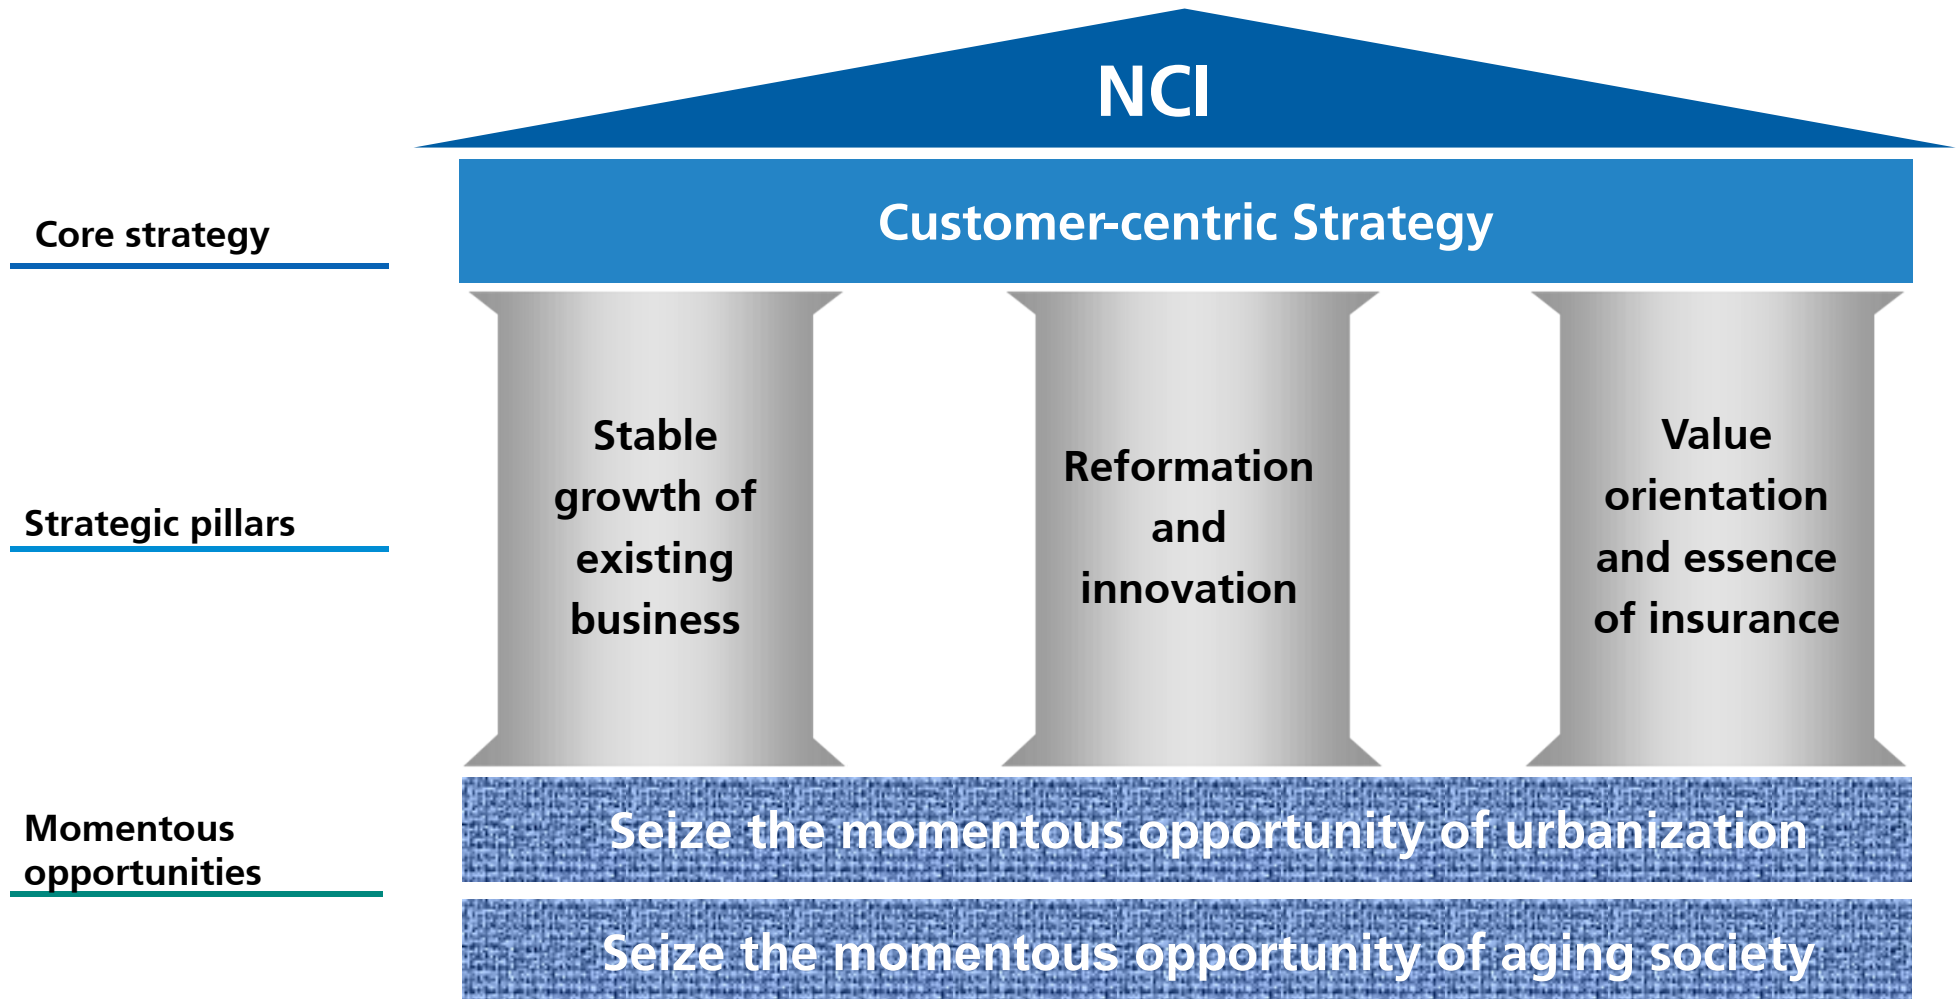 NCI
Core strategy
Customer-centric Strategy
Strategic pillars
Stable
growth of
existing
business
Reformation
and
innovation
Value
orientation
and essence
of insurance
Momentous
opportunities
Seize the momentous opportunity of urbanization
Seize the momentous opportunity of aging society